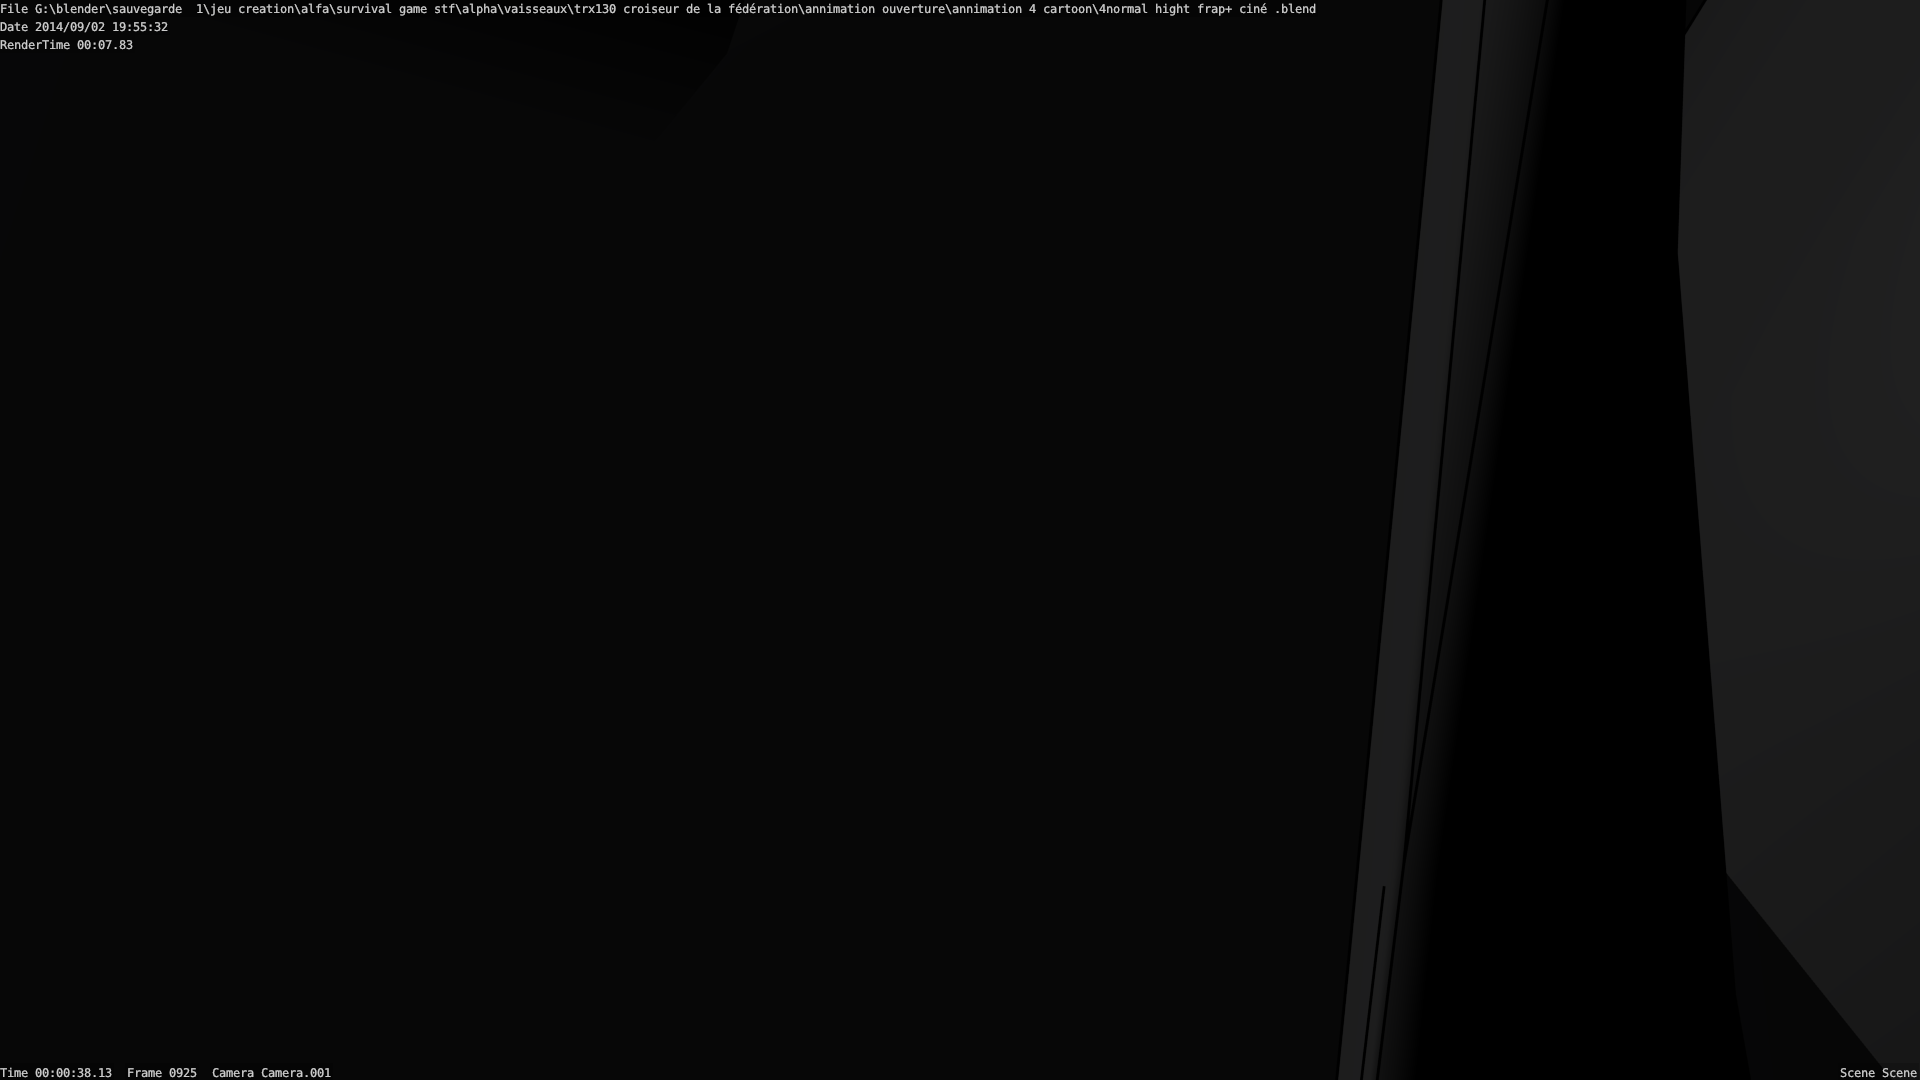 File G:\blender\sauvegarde  1\jeu creation\alfa\survival game stf\alpha\vaisseaux\trx130 croiseur de la fédération\annimation ouverture\annimation 4 cartoon\4normal hight frap+ ciné .blend
Date 2014/09/02 19:55:32
RenderTime 00:07.83
Time 00:00:38.13  Frame 0925  Camera Camera.001
Scene Scene